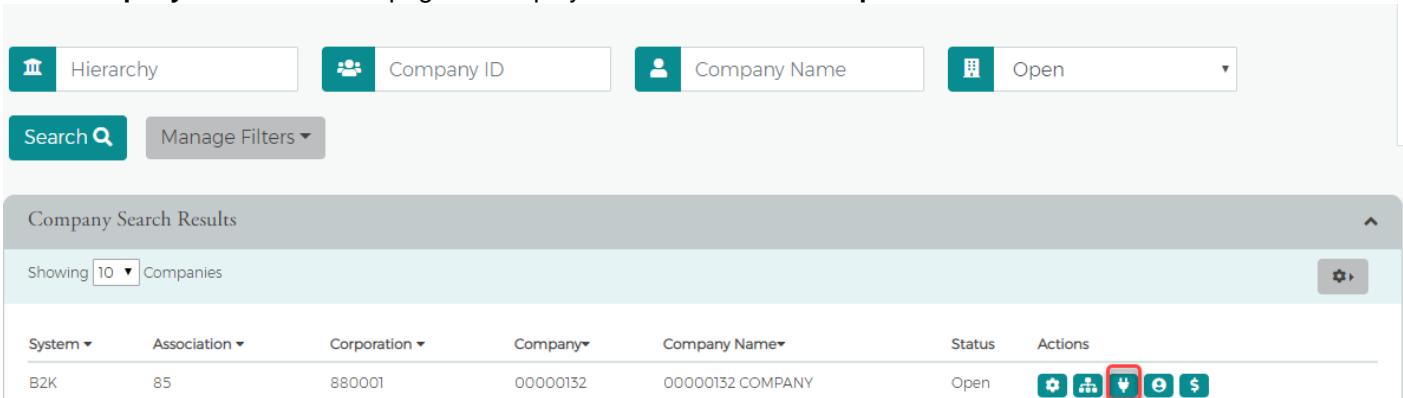 Hierarchy Company ID Company Name Open
Search Manage Filters
Company Search Results
Showing 10 Companies
System Association Corporation Company Company Name Status Actions
B2K 85 880001 00000132 00000132 COMPANY Open